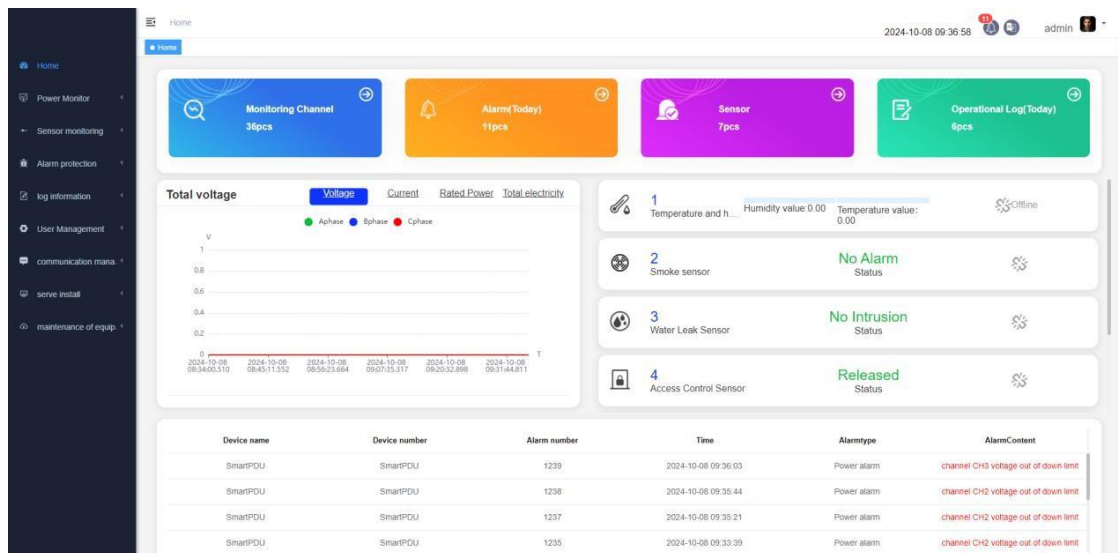 Home
2024-10-08 09:36:58
11
admin
Home
Home
Power Monitor
Sensor monitoring
Alarm protection
log information
User Management
communication mana..
serve install
maintenance of equip..
Monitoring Channel
36pcs
Alarm(Today)
11pcs
Sensor
7pcs
Operational Log(Today)
6pcs
Total voltage
Voltage Current Rated Power Total electricity
Aphase Bphase Cphase
V
1
0.8
0.6
0.4
0.2
0
T
2024-10-08 2024-10-08 2024-10-08 2024-10-08 2024-10-08 2024-10-08
08:34:00.510 08:45:11.552 08:56:23.664 09:07:35.317 09:20:32.898 09:31:44.811
1
Temperature and h... Humidity value:0.00 Temperature value:
0.00
Offline
2
Smoke sensor
No Alarm
Status
3
Water Leak Sensor
No Intrusion
Status
4
Access Control Sensor
Released
Status
Device name Device number Alarm number Time Alarmtype AlarmContent
SmartPDU SmartPDU 1239 2024-10-08 09:36:03 Power alarm channel CH3 voltage out of down limit
SmartPDU SmartPDU 1238 2024-10-08 09:35:44 Power alarm channel CH2 voltage out of down limit
SmartPDU SmartPDU 1237 2024-10-08 09:35:21 Power alarm channel CH2 voltage out of down limit
SmartPDU SmartPDU 1235 2024-10-08 09:33:39 Power alarm channel CH2 voltage out of down limit